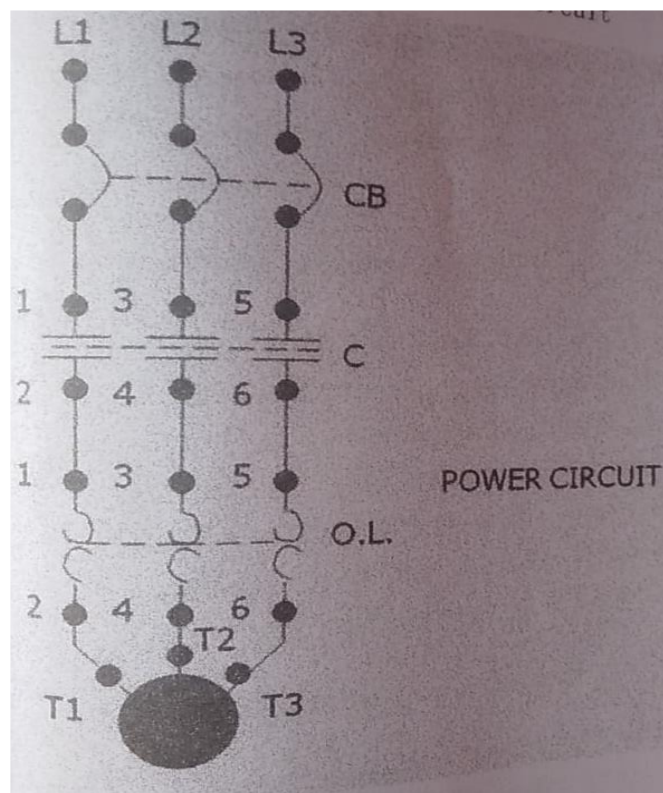 L1 L2 L3
CB
1 3 5
C
2 4 6
1 3 5
POWER CIRCUIT
O.L.
2 4 6
T2
T1 T3